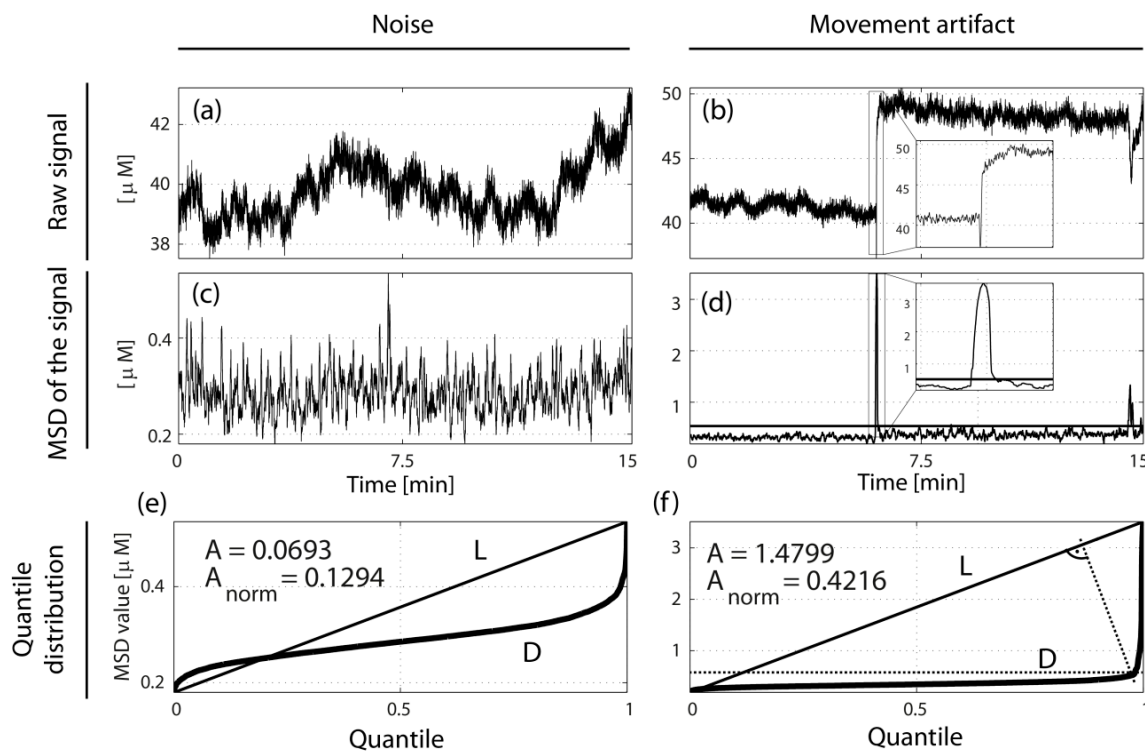 Noise
Movement artifact
Raw signal
[µ M]
(a)
42
40
38
(b)
50
45
40
50
45
40
MSD of the signal
[µ M]
(c)
0.4
0.2
0
7.5
15
Time [min]
(d)
3
2
1
3
2
1
0
7.5
15
Time [min]
Quantile distribution
MSD value [µ M]
(e)
A = 0.0693
A norm = 0.1294
L
D
0.4
0.2
0
0.5
1
Quantile
(f)
A = 1.4799
A norm = 0.4216
L
D
3
2
1
0
0.5
1
Quantile